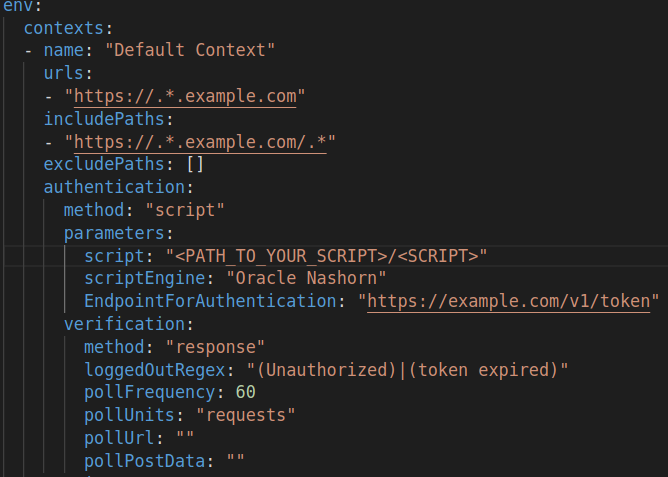 env:
  contexts:
  - name: "Default Context"
    urls:
    - "https://.*.example.com"
    includePaths:
    - "https://.*.example.com/.*"
    excludePaths: []
    authentication:
      method: "script"
      parameters:
        script: "<PATH_TO_YOUR_SCRIPT>/<SCRIPT>"
        scriptEngine: "Oracle Nashorn"
        EndpointForAuthentication: "https://example.com/v1/token"
      verification:
        method: "response"
        loggedOutRegex: "(Unauthorized)|(token expired)"
        pollFrequency: 60
        pollUnits: "requests"
        pollUrl: ""
        pollPostData: ""